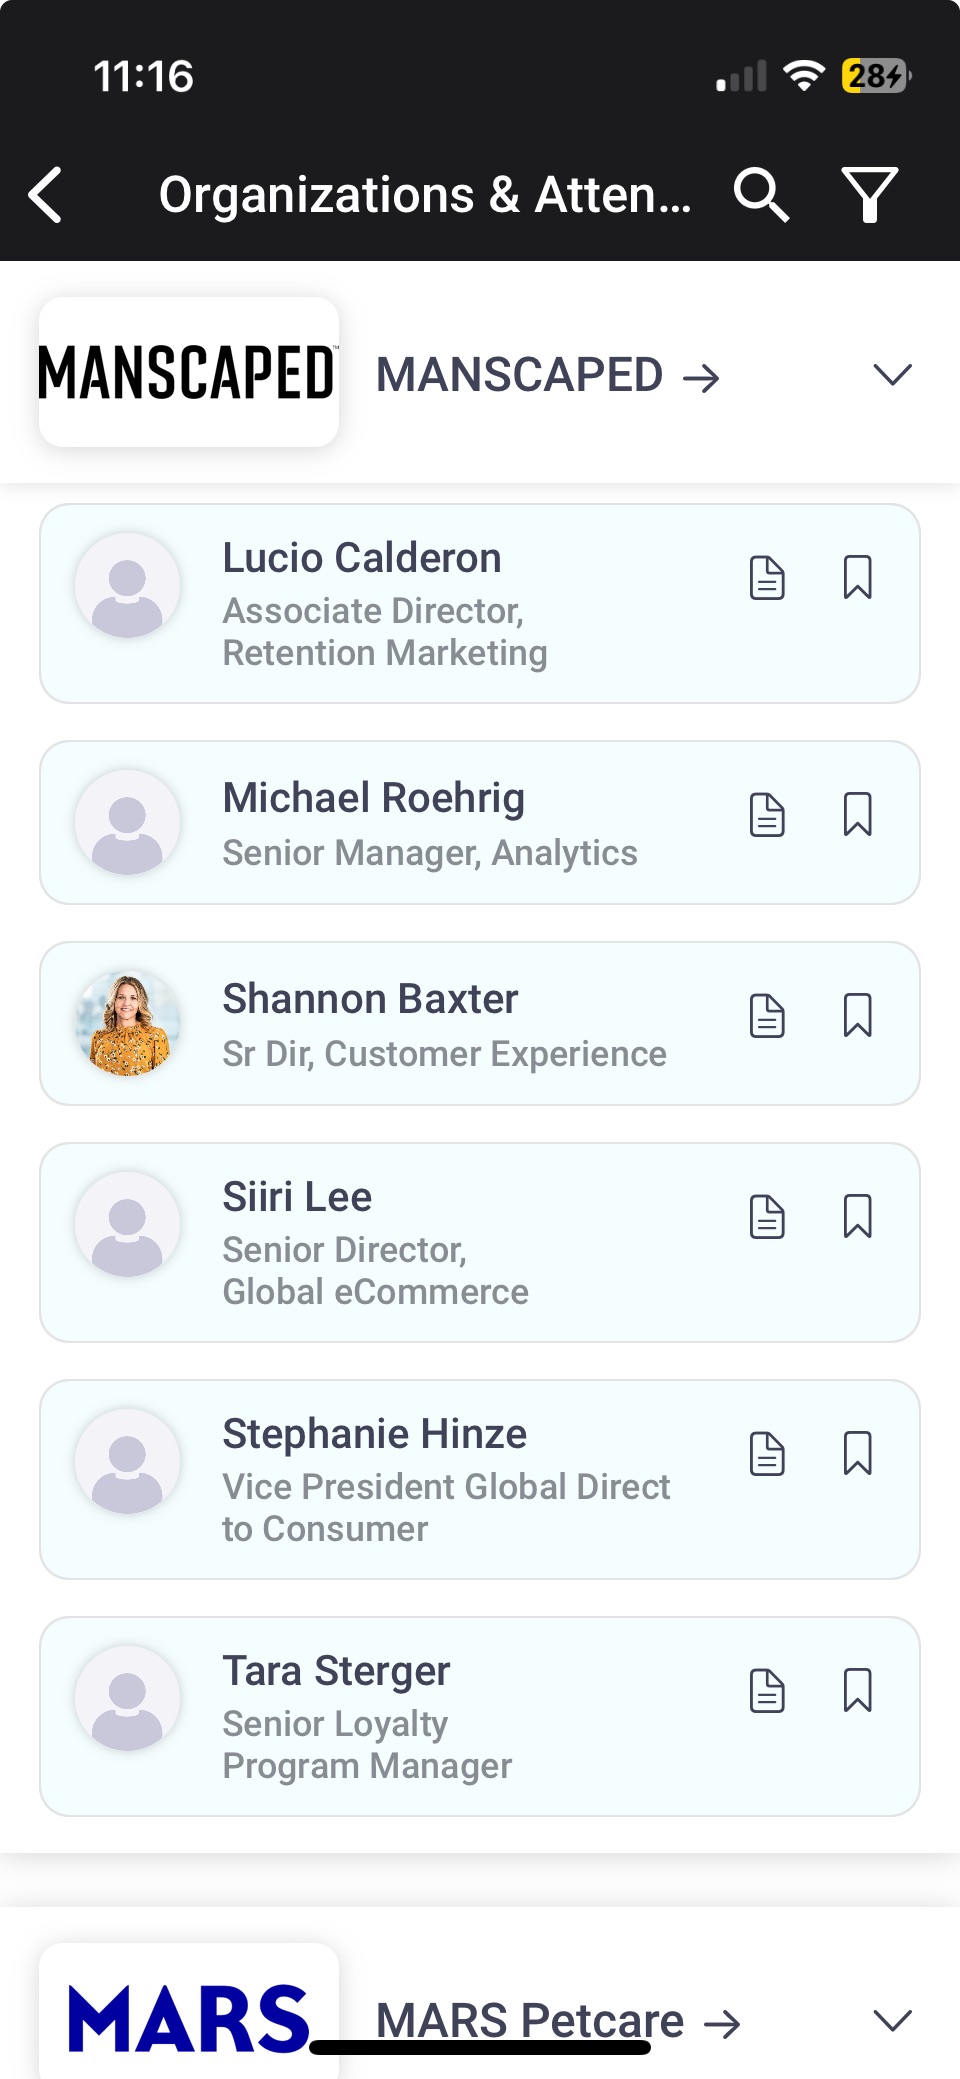 11:16
28
Organizations & Atten...
MANSCAPED™
MANSCAPED →
Lucio Calderon
Associate Director,
Retention Marketing
Michael Roehrig
Senior Manager, Analytics
Shannon Baxter
Sr Dir, Customer Experience
Siiri Lee
Senior Director,
Global eCommerce
Stephanie Hinze
Vice President Global Direct
to Consumer
Tara Sterger
Senior Loyalty
Program Manager
MARS
MARS Petcare →